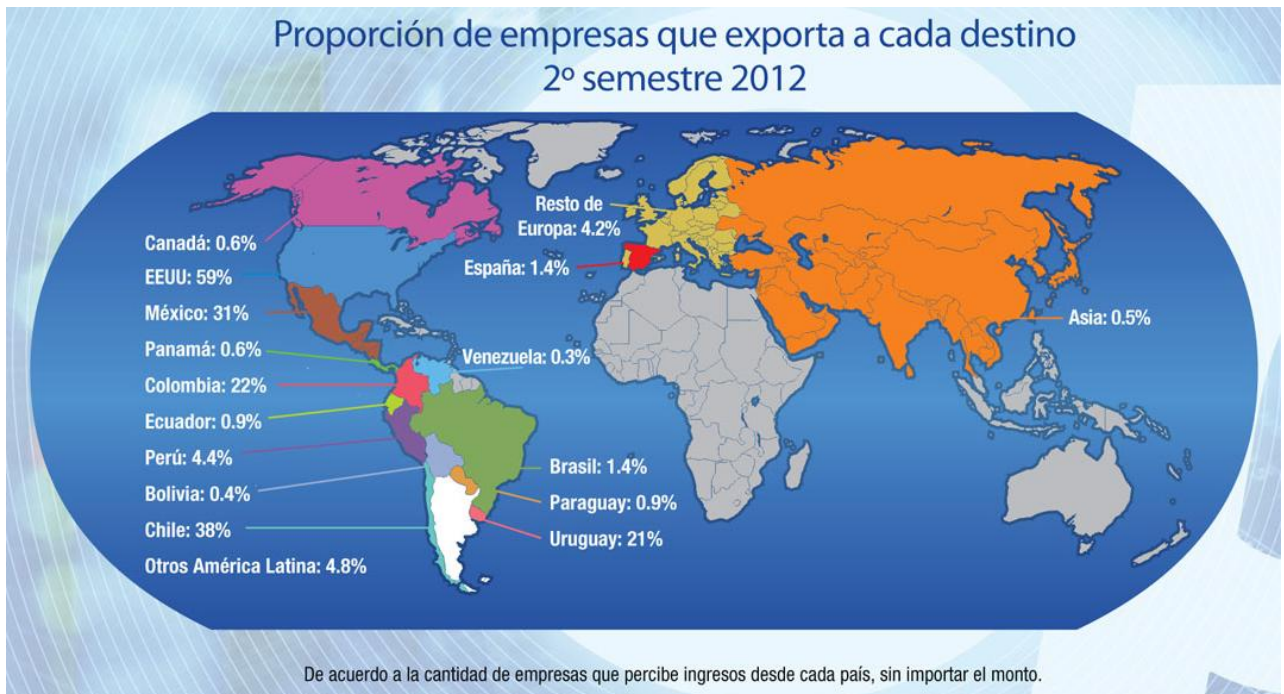 Proporción de empresas que exporta a cada destino
2º semestre 2012
Canadá: 0.6%
EEUU: 59%
México: 31%
Panamá: 0.6%
Colombia: 22%
Ecuador: 0.9%
Perú: 4.4%
Bolivia: 0.4%
Chile: 38%
Otros América Latina: 4.8%
Venezuela: 0.3%
Brasil: 1.4%
Paraguay: 0.9%
Uruguay: 21%
Resto de
Europa: 4.2%
España: 1.4%
Asia: 0.5%
De acuerdo a la cantidad de empresas que percibe ingresos desde cada país, sin importar el monto.